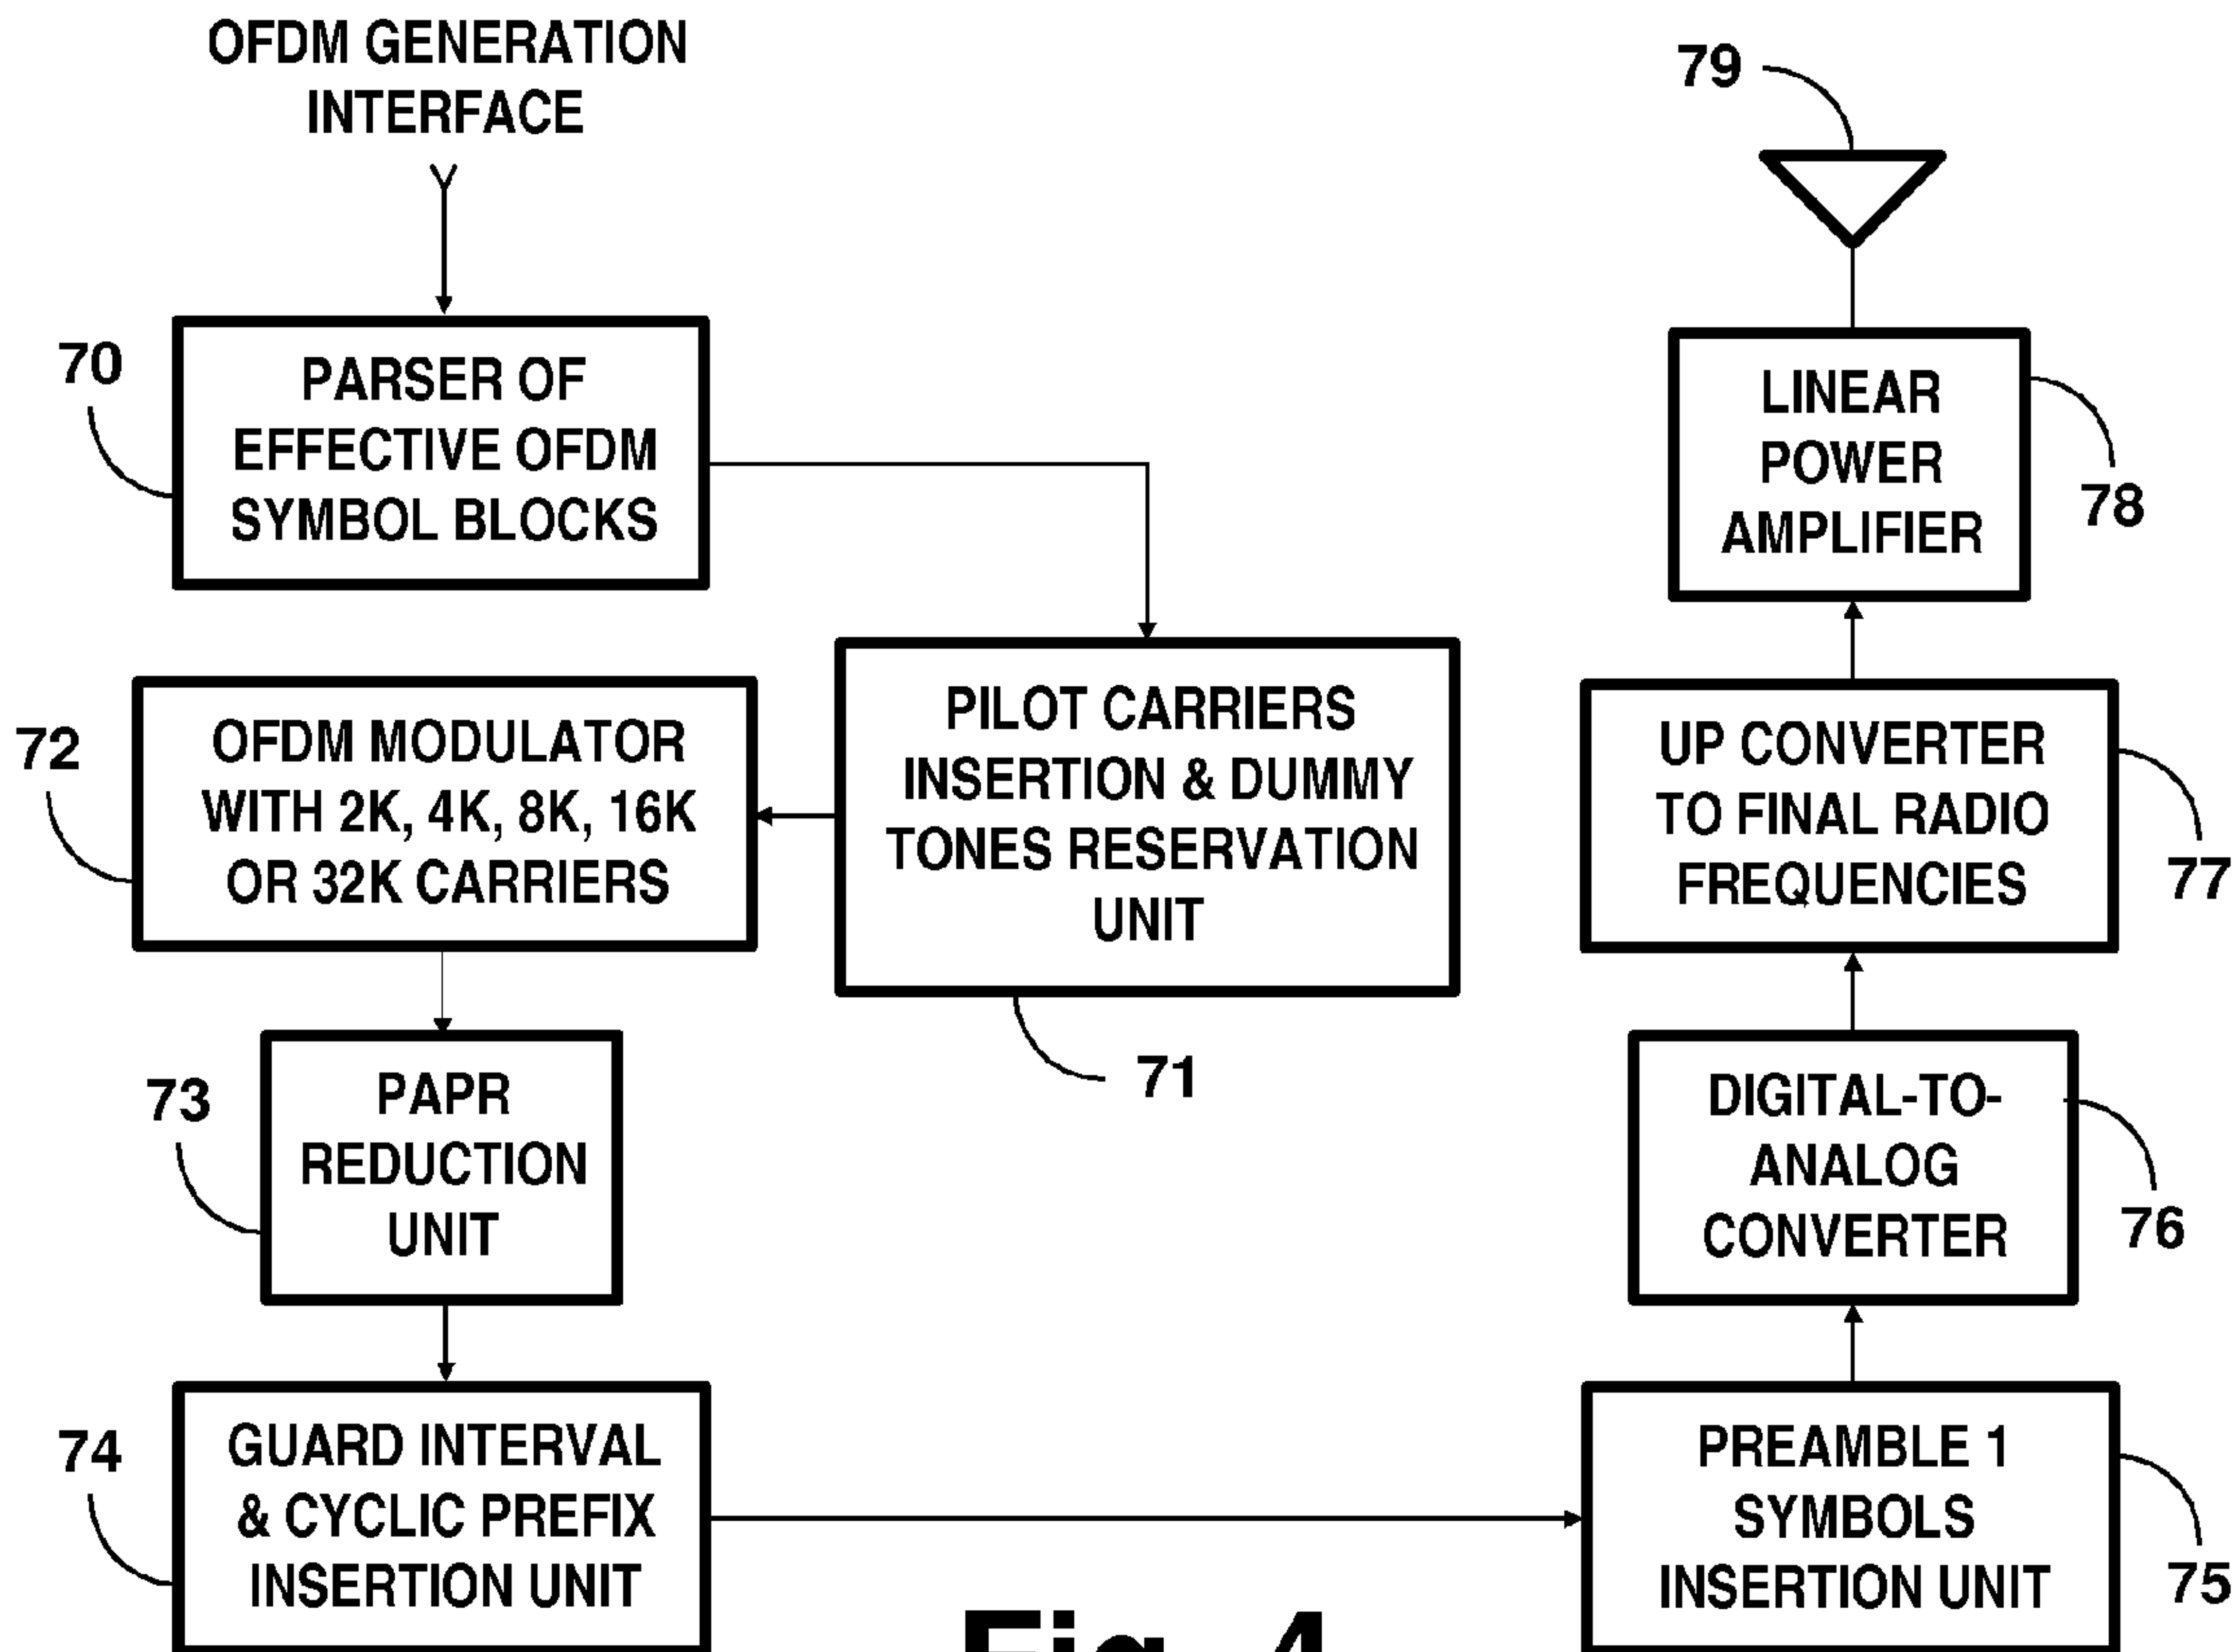 OFDM GENERATION
INTERFACE
70
PARSER OF
EFFECTIVE OFDM
SYMBOL BLOCKS
PILOT CARRIERS
INSERTION & DUMMY
TONES RESERVATION
UNIT
71
72
OFDM MODULATOR
WITH 2K, 4K, 8K, 16K
OR 32K CARRIERS
73
PAPR
REDUCTION
UNIT
74
GUARD INTERVAL
& CYCLIC PREFIX
INSERTION UNIT
PREAMBLE 1
SYMBOLS
INSERTION UNIT
75
DIGITAL-TO-
ANALOG
CONVERTER
76
UP CONVERTER
TO FINAL RADIO
FREQUENCIES
77
LINEAR
POWER
AMPLIFIER
78
79
Fig. 4